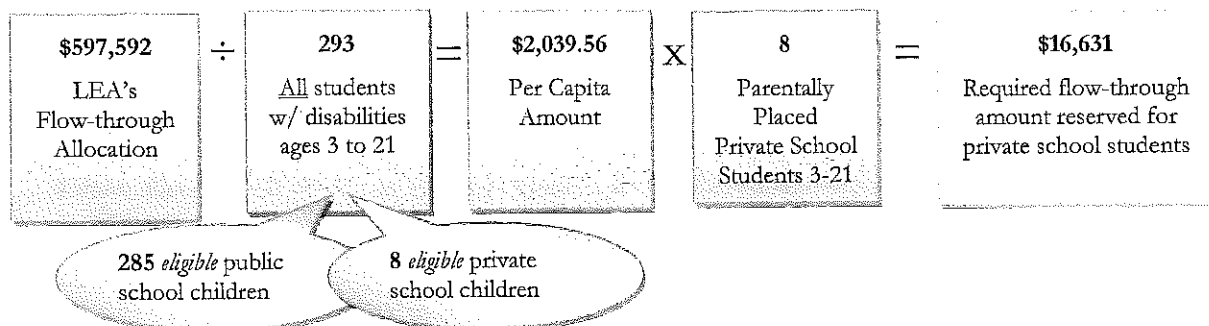 $597,592
LEA's
Flow-through
Allocation
÷
293
All students
w/ disabilities
ages 3 to 21
=
$2,039.56
Per Capita
Amount
X
8
Parentally
Placed
Private School
Students 3-21
=
$16,631
Required flow-through
amount reserved for
private school students
285 eligible public
school children
8 eligible private
school children